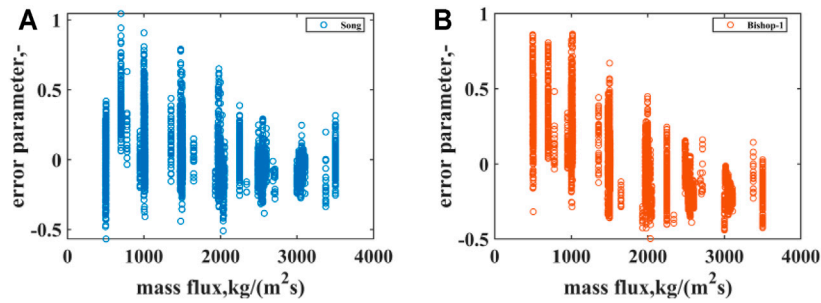 A
B
1
0.5
0
-0.5
error parameter,-
Song
0
1000
2000
3000
4000
mass flux,kg/(m²s)
1
0.5
0
-0.5
error parameter,-
Bishop-1
0
1000
2000
3000
4000
mass flux,kg/(m²s)